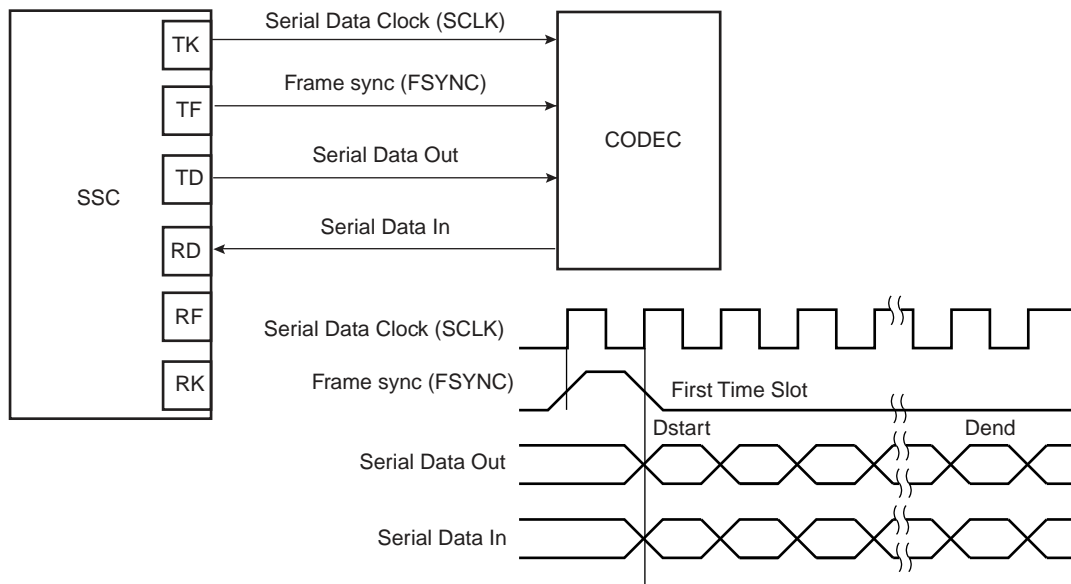 TK
Serial Data Clock (SCLK)
TF
Frame sync (FSYNC)
CODEC
TD
Serial Data Out
SSC
RD
Serial Data In
RF
RK
Serial Data Clock (SCLK)
Frame sync (FSYNC)
First Time Slot
Dstart
Dend
Serial Data Out
Serial Data In